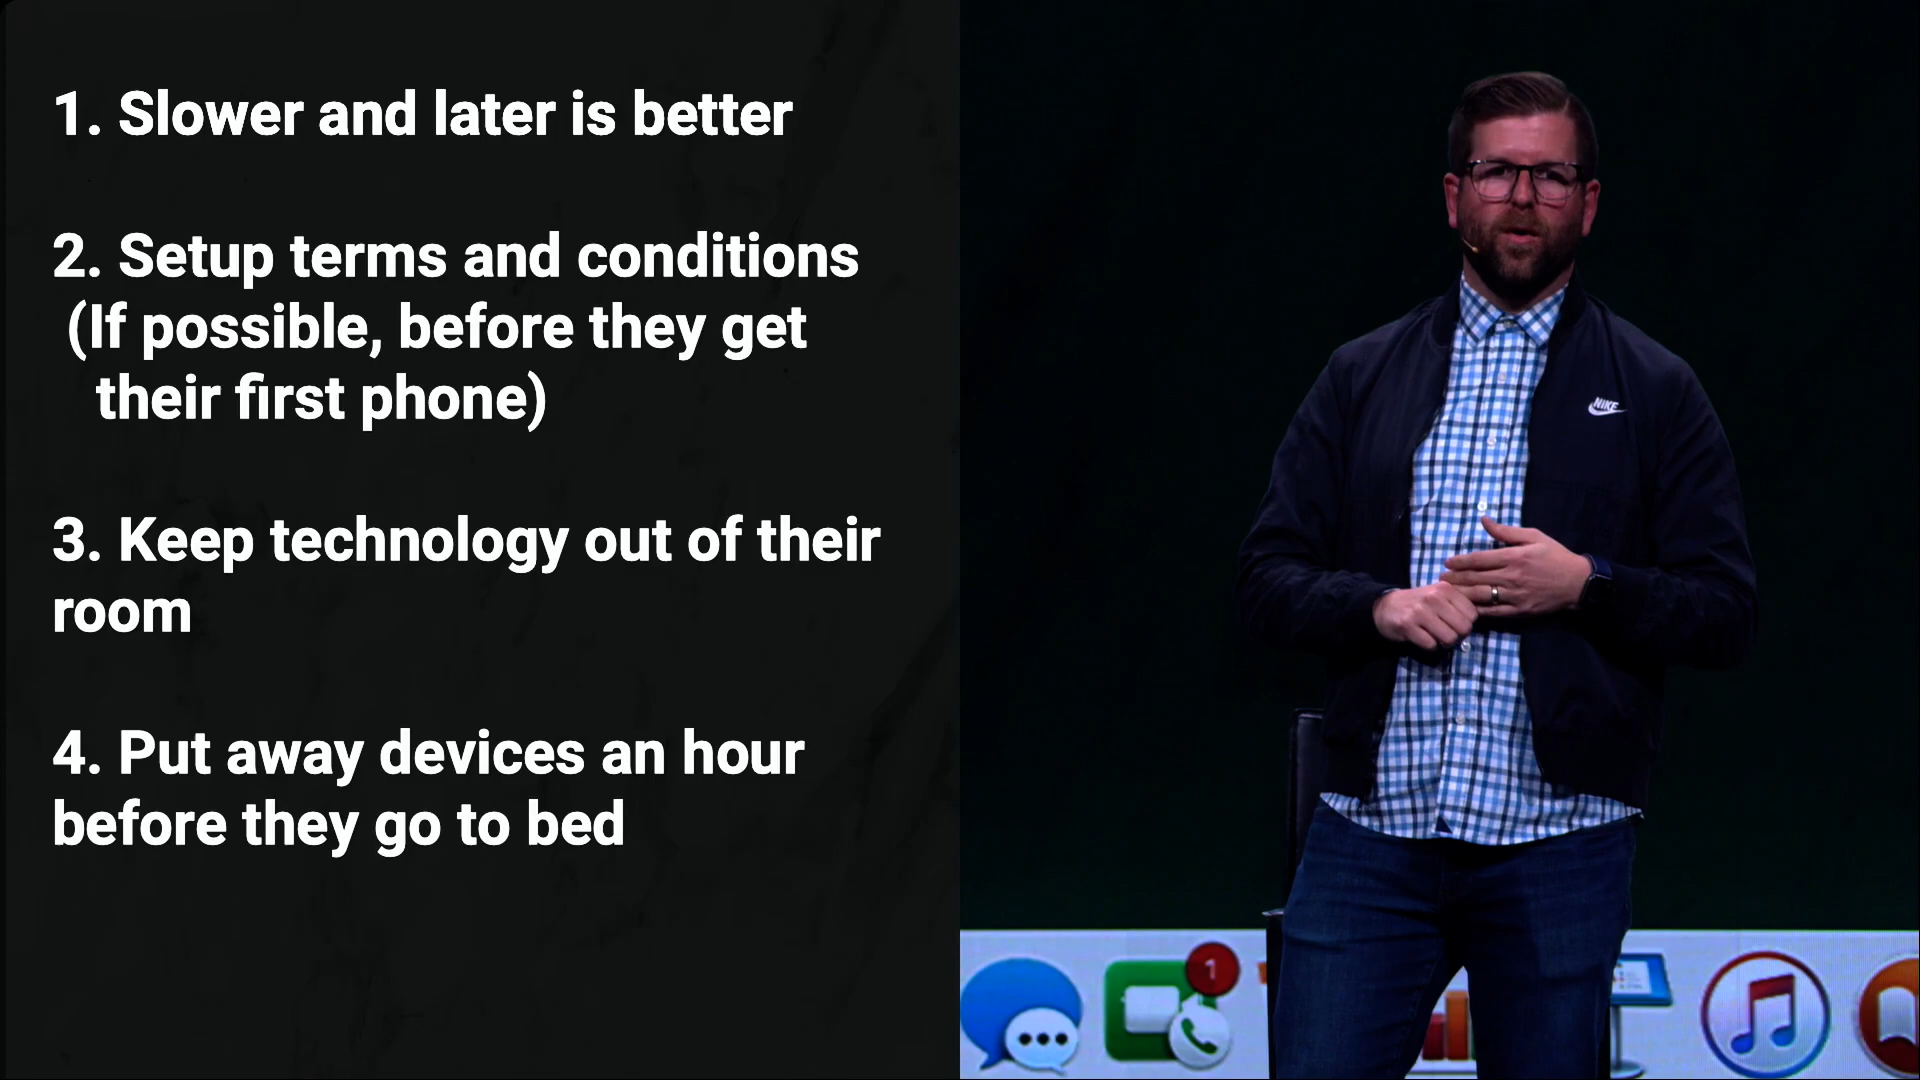 1. Slower and later is better
2. Setup terms and conditions
(If possible, before they get
their first phone)
3. Keep technology out of their
room
4. Put away devices an hour
before they go to bed
NIKE
1